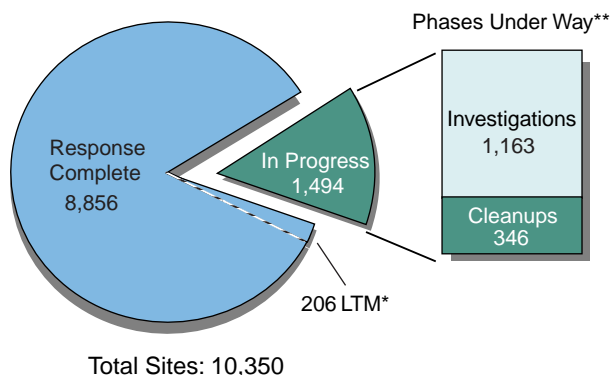 Phases Under Way**
Response
Complete
8,856
In Progress
1,494
Investigations
1,163
Cleanups
346
206 LTM*
Total Sites: 10,350